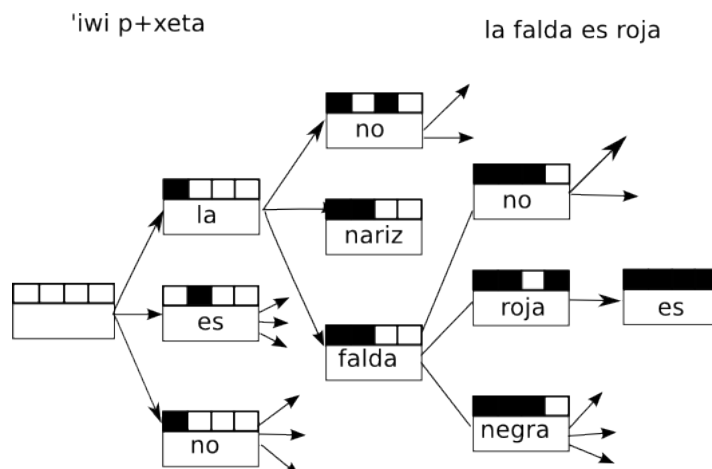 'iwi p+xeta
la falda es roja
no
la
no
nariz
roja
es
es
falda
negra
no